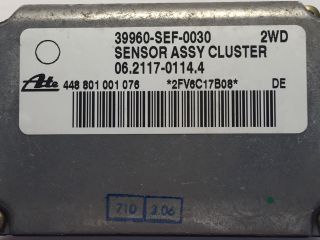 39960-SEF-0030 2WD
SENSOR ASSY CLUSTER
06.2117-0114.4
Ate 448 801 001 076 *2FV6C17B08* DE
710 3.06